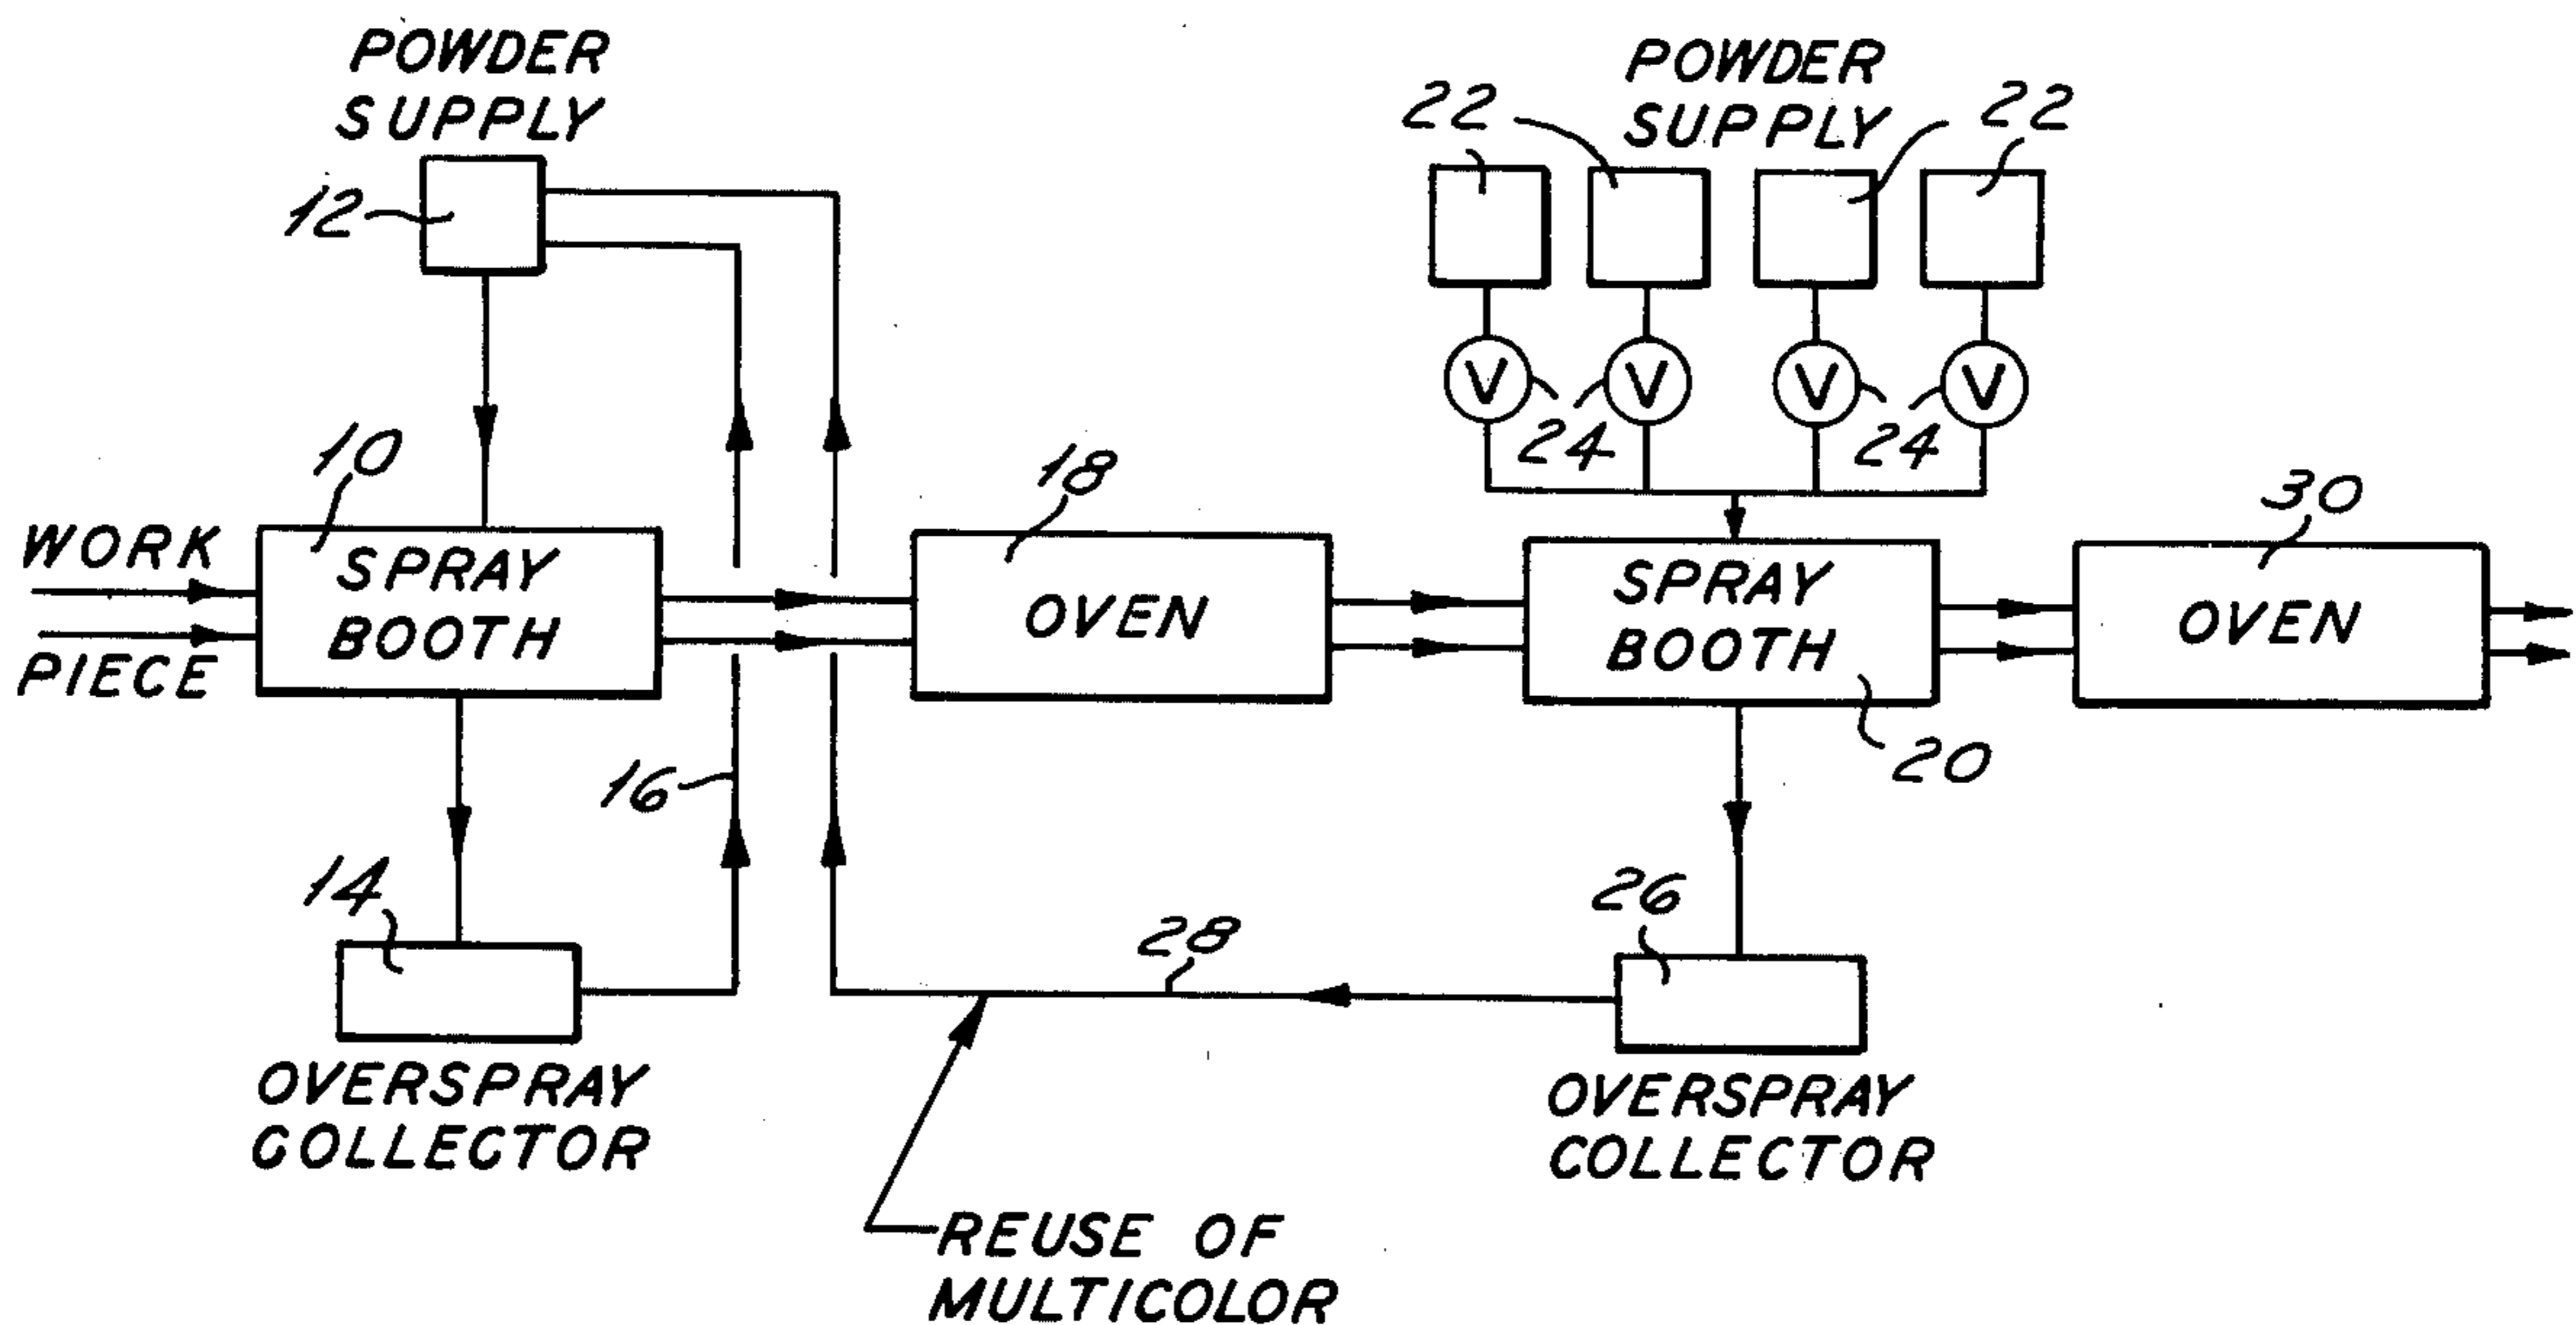 POWDER
SUPPLY
12
POWDER
SUPPLY
22
22
V
V
V
V
24
24
10
18
30
WORK
PIECE
SPRAY
BOOTH
OVEN
SPRAY
BOOTH
OVEN
20
16
14
28
26
OVERSPRAY
COLLECTOR
OVERSPRAY
COLLECTOR
REUSE OF
MULTICOLOR